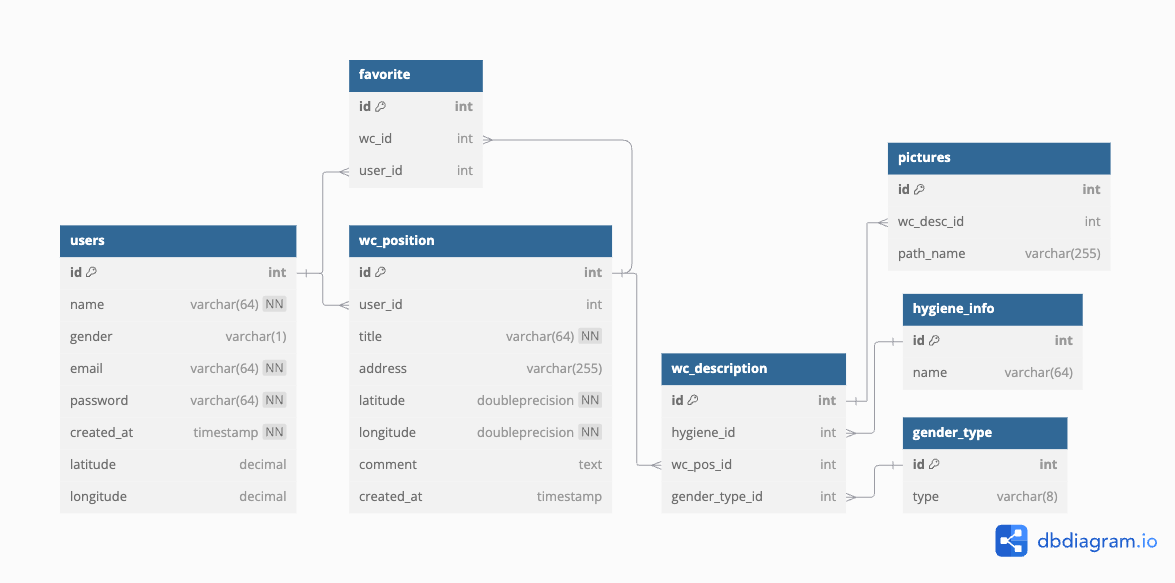 favorite
id int
wc_id int
user_id int
users
id int
name varchar(64) NN
gender varchar(1)
email varchar(64) NN
password varchar(64) NN
created_at timestamp NN
latitude decimal
longitude decimal
wc_position
id int
user_id int
title varchar(64) NN
address varchar(255)
latitude doubleprecision NN
longitude doubleprecision NN
comment text
created_at timestamp
wc_description
id int
hygiene_id int
wc_pos_id int
gender_type_id int
pictures
id int
wc_desc_id int
path_name varchar(255)
hygiene_info
id int
name varchar(64)
gender_type
id int
type varchar(8)
dbdiagram.io